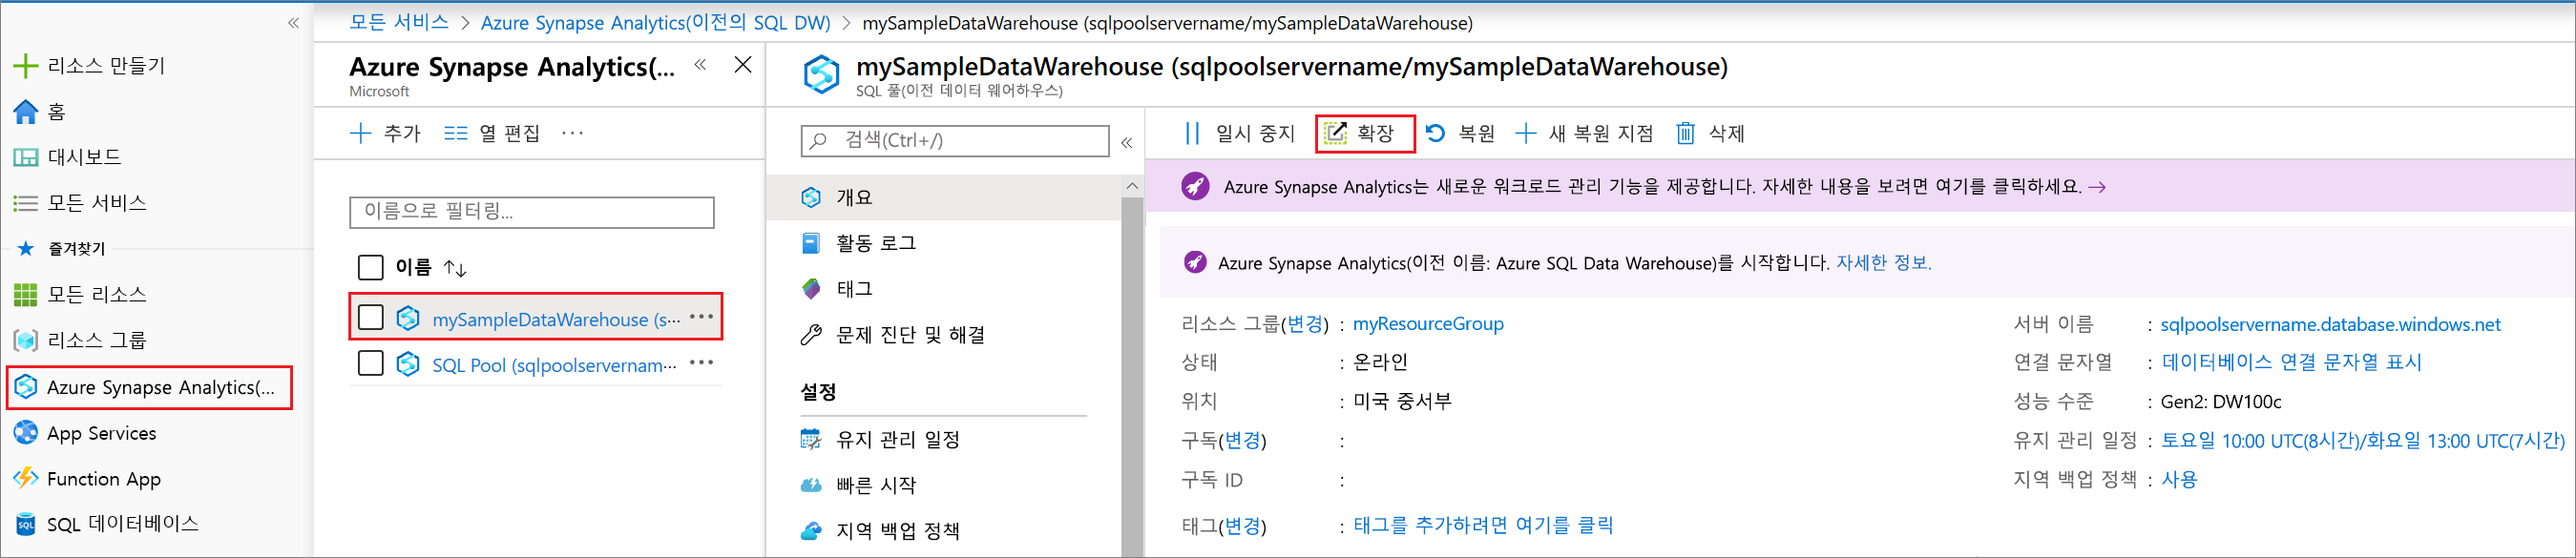 모든 서비스 > Azure Synapse Analytics(이전의 SQL DW) > mySampleDataWarehouse (sqlpoolservername/mySampleDataWarehouse)
리소스 만들기
홈
대시보드
모든 서비스
즐겨찾기
모든 리소스
리소스 그룹
Azure Synapse Analytics(...
App Services
Function App
SQL 데이터베이스
Azure Synapse Analytics(...
Microsoft
추가 열 편집 ...
이름으로 필터링...
이름
mySampleDataWarehouse (s... ...
SQL Pool (sqlpoolservernam... ...
mySampleDataWarehouse (sqlpoolservername/mySampleDataWarehouse)
SQL 풀(이전 데이터 웨어하우스)
검색(Ctrl+/)
개요
활동 로그
태그
문제 진단 및 해결
설정
유지 관리 일정
빠른 시작
지역 백업 정책
일시 중지 확장 복원 새 복원 지점 삭제
Azure Synapse Analytics는 새로운 워크로드 관리 기능을 제공합니다. 자세한 내용을 보려면 여기를 클릭하세요. →
Azure Synapse Analytics(이전 이름: Azure SQL Data Warehouse)를 시작합니다. 자세한 정보.
리소스 그룹(변경) : myResourceGroup
상태 : 온라인
위치 : 미국 중서부
구독(변경) :
구독 ID :
태그(변경) : 태그를 추가하려면 여기를 클릭
서버 이름 : sqlpoolservername.database.windows.net
연결 문자열 : 데이터베이스 연결 문자열 표시
성능 수준 : Gen2: DW100c
유지 관리 일정 : 토요일 10:00 UTC(8시간)/화요일 13:00 UTC(7시간)
지역 백업 정책 : 사용